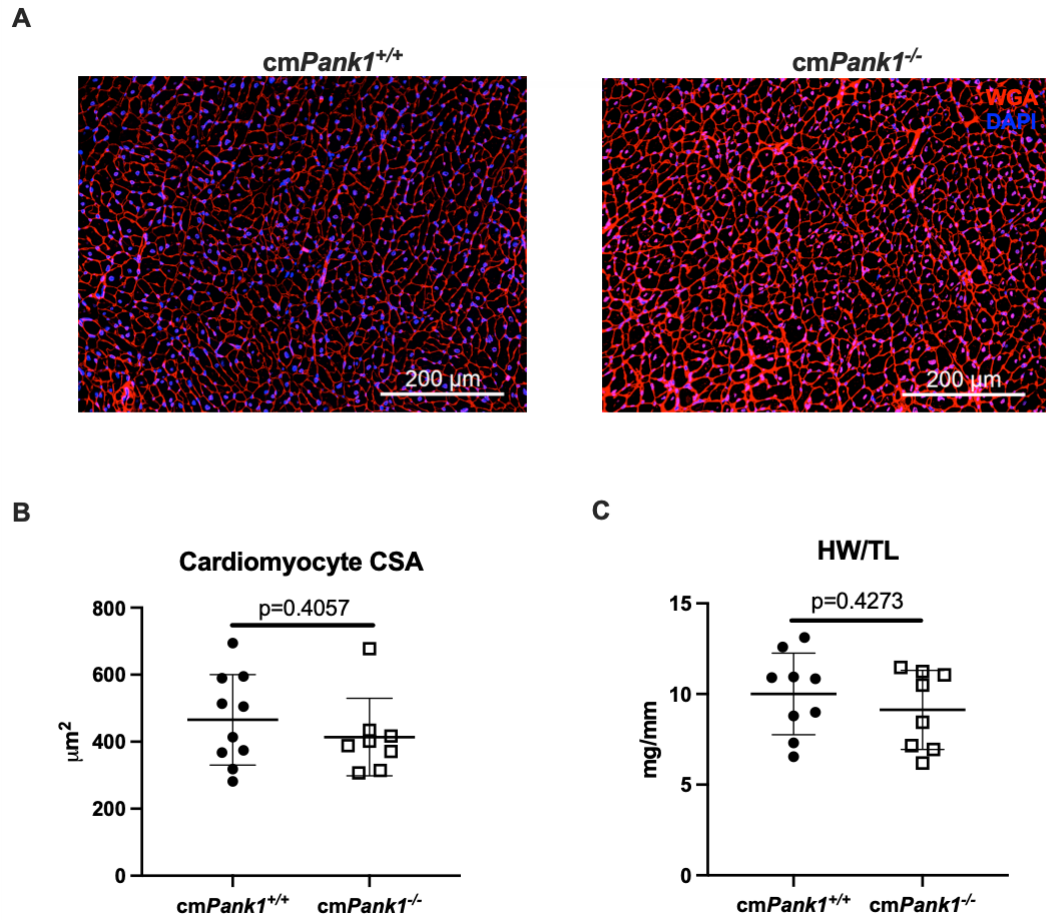 A
cmPank1+/+
cmPank1-/-
WGA
DAPI
200 µm
200 µm
B
Cardiomyocyte CSA
p=0.4057
800
600
400
200
0
µm²
cmPank1+/+
cmPank1-/-
C
HW/TL
p=0.4273
15
10
5
0
mg/mm
cmPank1+/+
cmPank1-/-